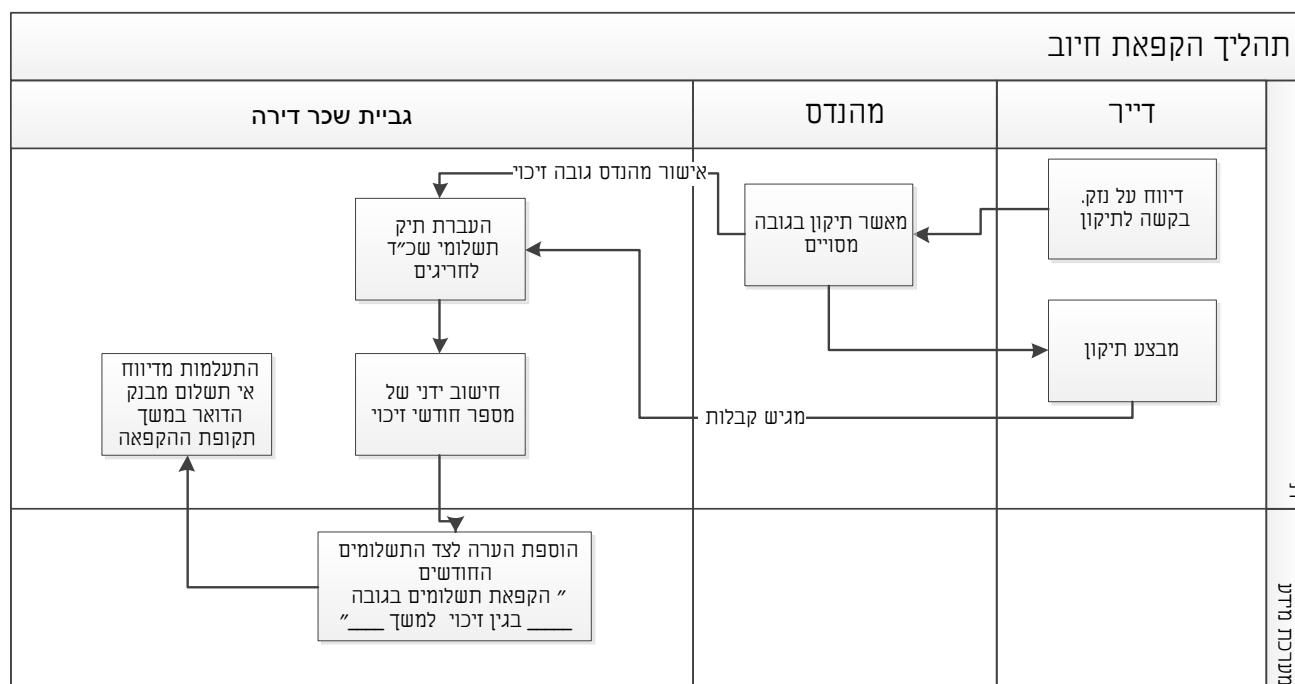 תהליך הקפאת חיוב
דייר
מהנדס
גביית שכר דירה
דיווח על נזק.
בקשה לתיקון
מאשר תיקון בגובה
מסויים
אישור מהנדס גובה זיכוי
העברת תיק
תשלומי שכ״ד
לחריגים
מבצע תיקון
מגיש קבלות
חישוב ידני של
מספר חודשי זיכוי
התעלמות מדיווח
אי תשלום מבנק
הדואר במשך
תקופת ההקפאה
הוספת הערה לצד התשלומים
החודשים
״ הקפאת תשלומים בגובה
_____ בגין זיכוי למשך ____״
מערכת מידע